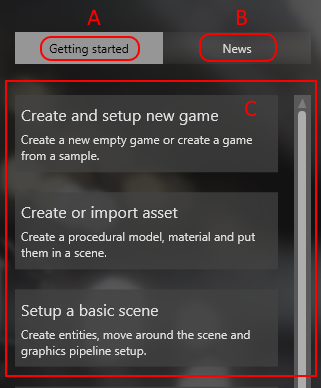 A
B
Getting started
News
C
Create and setup new game
Create a new empty game or create a game
from a sample.
Create or import asset
Create a procedural model, material and put
them in a scene.
Setup a basic scene
Create entities, move around the scene and
graphics pipeline setup.